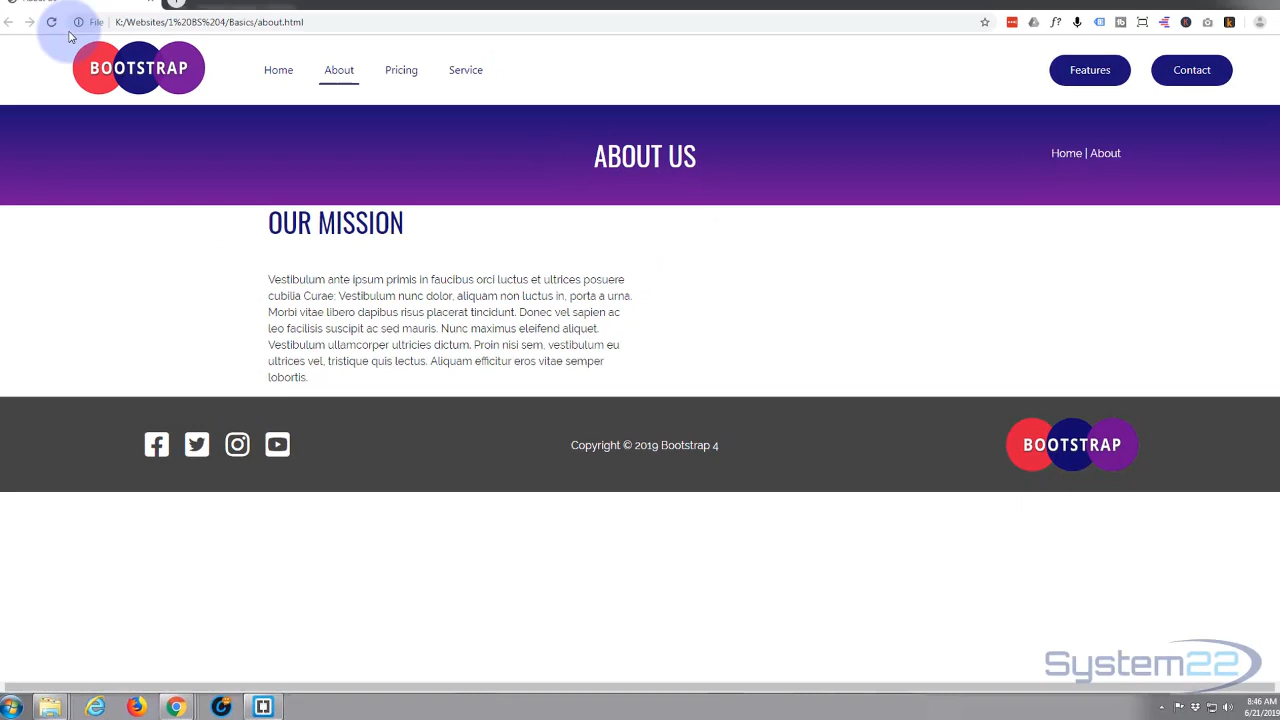 File K:/Websites/1%20BS%204/Basics/about.html
BOOTSTRAP
Home About Pricing Service
Features Contact
ABOUT US
Home | About
OUR MISSION
Vestibulum ante ipsum primis in faucibus orci luctus et ultrices posuere
cubilia Curae; Vestibulum nunc dolor, aliquam non luctus in, porta a urna.
Morbi vitae libero dapibus risus placerat tincidunt. Donec vel sapien ac
leo facilisis suscipit ac sed mauris. Nunc maximus eleifend aliquet.
Vestibulum ullamcorper ultricies dictum. Proin nisi sem, vestibulum eu
ultrices vel, tristique quis lectus. Aliquam efficitur eros vitae semper
lobortis.
Copyright © 2019 Bootstrap 4
BOOTSTRAP
System22
8:46 AM
6/21/2019